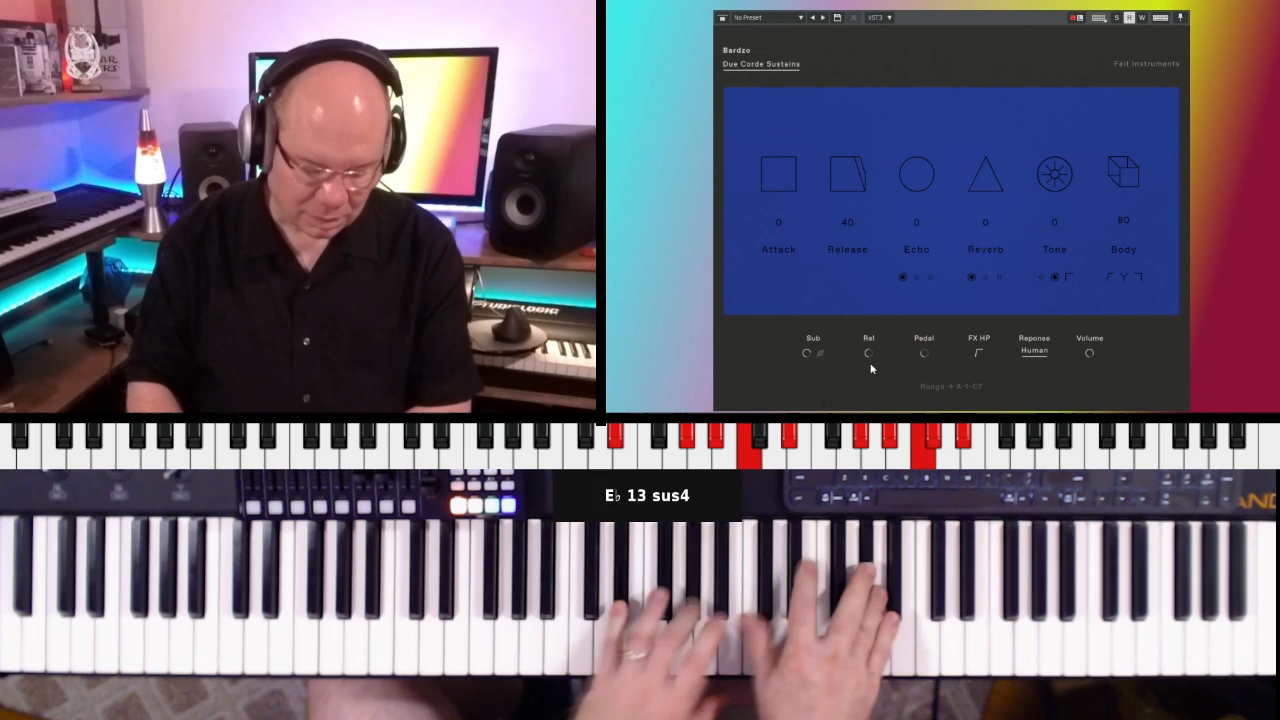 No Preset
VST3
S R W
Bardzo
Due Corde Sustains
Felt Instruments
0 40 0 0 0 80
Attack Release Echo Reverb Tone Body
Sub Rel Pedal FX HP Reponse Volume
Human
Range → A-1-C7
STUDIOLOGIC
E♭ 13 sus4